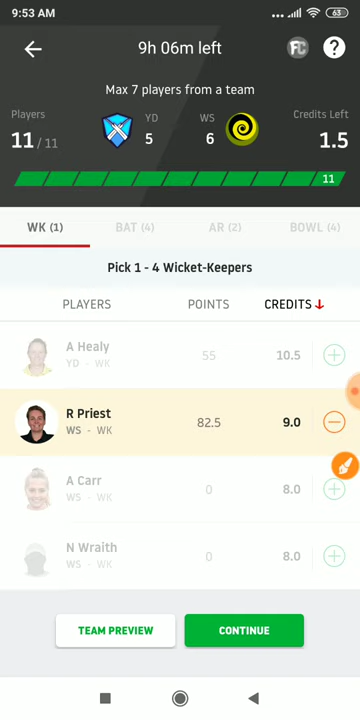 9:53 AM
63
9h 06m left
FC
?
Max 7 players from a team
Players
YD
WS
Credits Left
11 / 11
5
6
1.5
11
WK (1)
BAT (4)
AR (2)
BOWL (4)
Pick 1 - 4 Wicket-Keepers
PLAYERS
POINTS
CREDITS
A Healy
YD - WK
55
10.5
R Priest
WS - WK
82.5
9.0
A Carr
WS - WK
0
8.0
N Wraith
WS - WK
0
8.0
TEAM PREVIEW
CONTINUE